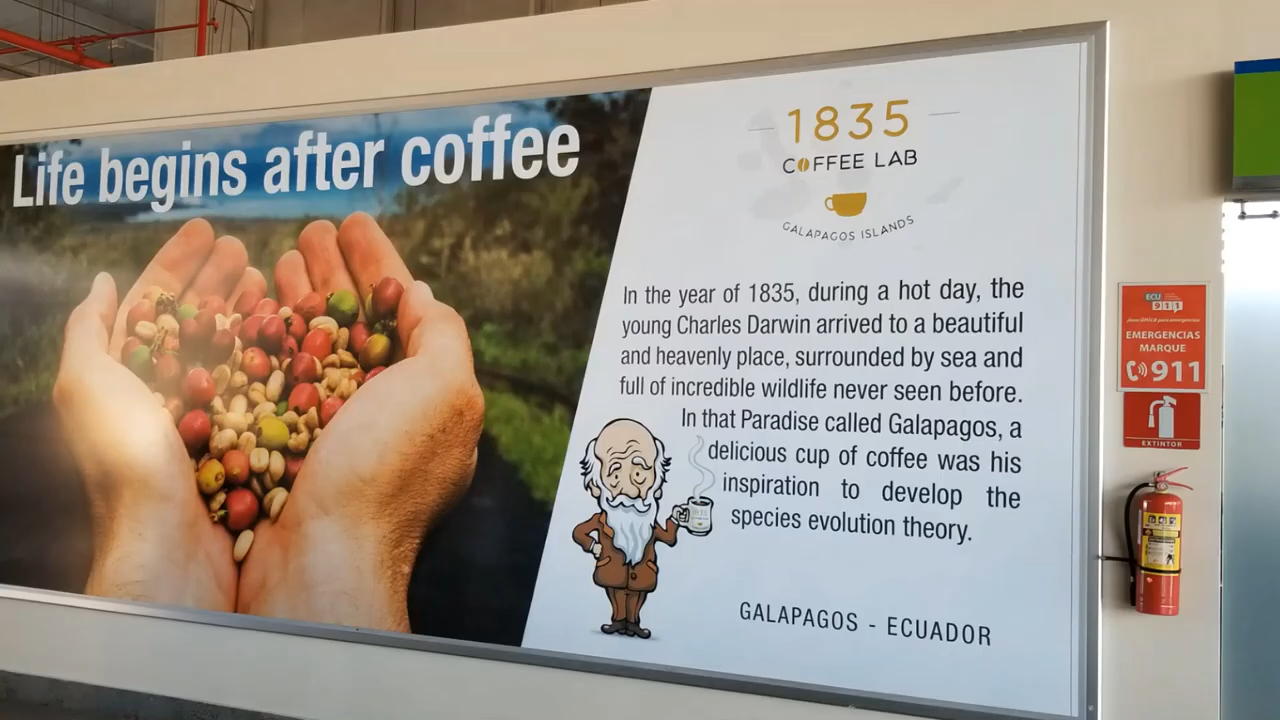 Life begins after coffee
1835
COFFEE LAB
GALAPAGOS ISLANDS
In the year of 1835, during a hot day, the
young Charles Darwin arrived to a beautiful
and heavenly place, surrounded by sea and
full of incredible wildlife never seen before.
In that Paradise called Galapagos, a
delicious cup of coffee was his
inspiration to develop the
species evolution theory.
GALAPAGOS - ECUADOR
ECU
911
EMERGENCIAS
MARQUE
911
EXTINTOR